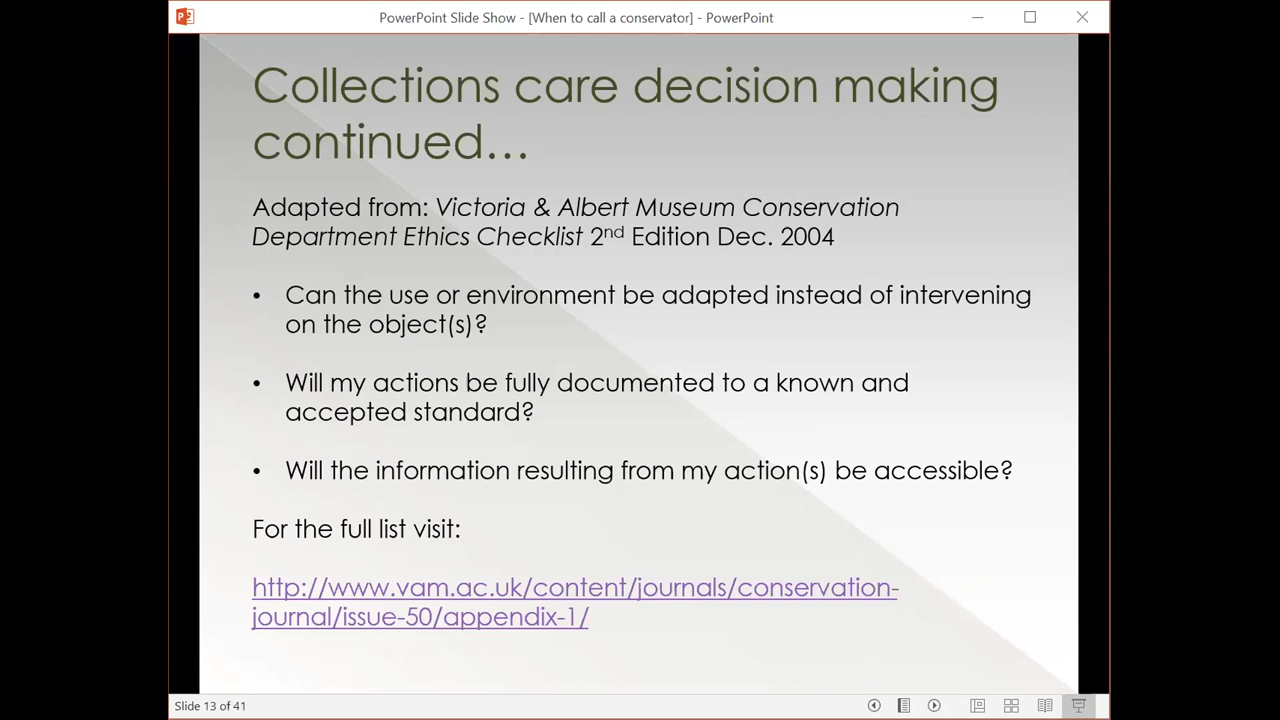 PowerPoint Slide Show - [When to call a conservator] - PowerPoint
Collections care decision making
continued…
Adapted from: Victoria & Albert Museum Conservation
Department Ethics Checklist 2nd Edition Dec. 2004
• Can the use or environment be adapted instead of intervening
on the object(s)?
• Will my actions be fully documented to a known and
accepted standard?
• Will the information resulting from my action(s) be accessible?
For the full list visit:
http://www.vam.ac.uk/content/journals/conservation-
journal/issue-50/appendix-1/
Slide 13 of 41